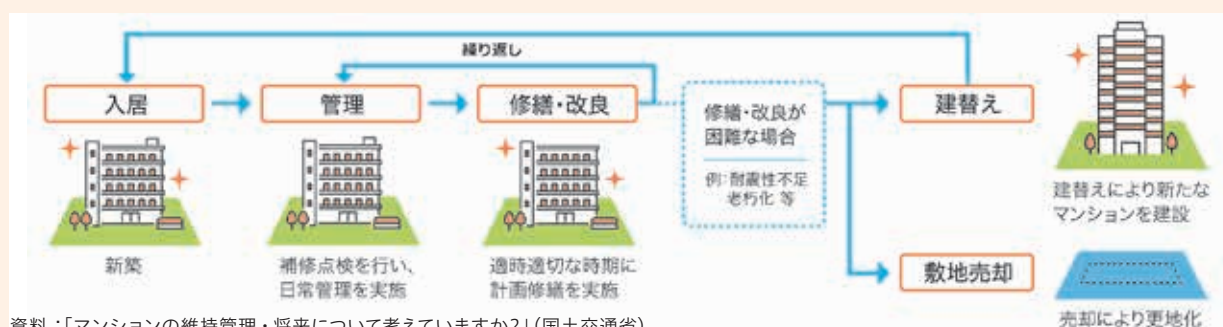 繰り返し
入居
管理
修繕・改良
修繕・改良が
困難な場合
例:耐震性不足
老朽化 等
建替え
敷地売却
新築
補修点検を行い、
日常管理を実施
適時適切な時期に
計画修繕を実施
建替えにより新たな
マンションを建設
売却により更地化
資料:「マンションの維持管理・将来について考えていますか?」(国土交通省)